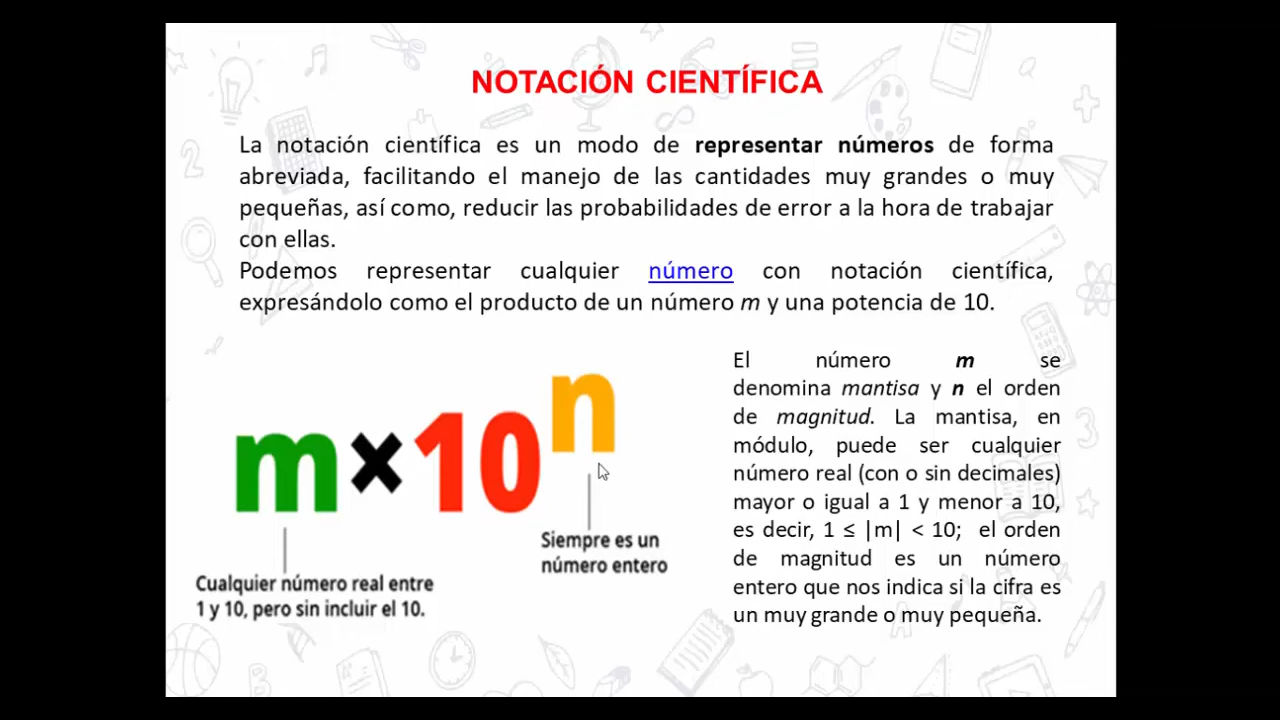 NOTACIÓN CIENTÍFICA
La notación científica es un modo de representar números de forma
abreviada, facilitando el manejo de las cantidades muy grandes o muy
pequeñas, así como, reducir las probabilidades de error a la hora de trabajar
con ellas.
Podemos representar cualquier número con notación científica,
expresándolo como el producto de un número m y una potencia de 10.
m×10ⁿ
Cualquier número real entre
1 y 10, pero sin incluir el 10.
Siempre es un
número entero
El número m se
denomina mantisa y n el orden
de magnitud. La mantisa, en
módulo, puede ser cualquier
número real (con o sin decimales)
mayor o igual a 1 y menor a 10,
es decir, 1 ≤ |m| < 10; el orden
de magnitud es un número
entero que nos indica si la cifra es
un muy grande o muy pequeña.